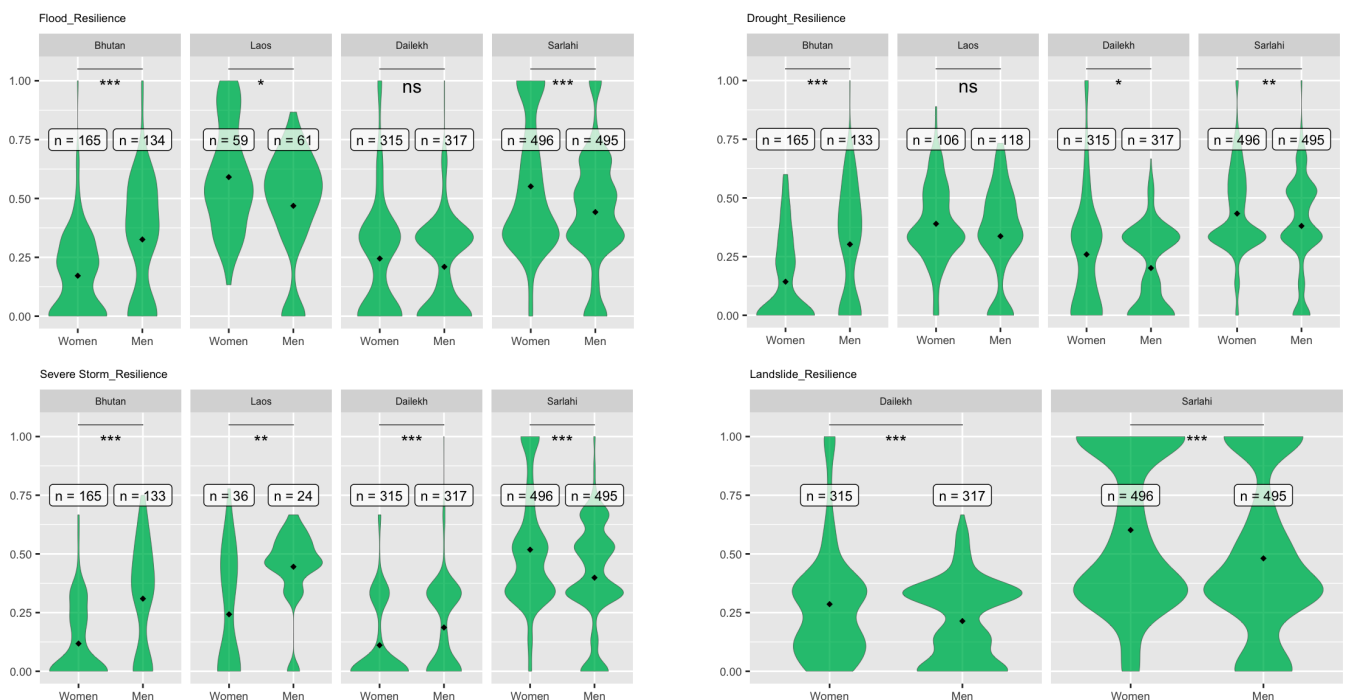 Flood_Resilience
Bhutan Laos Dailekh Sarlahi
1.00
*** * ns ***
0.75
n = 165 n = 134 n = 59 n = 61 n = 315 n = 317 n = 496 n = 495
0.50
0.25
0.00
Women Men Women Men Women Men Women Men
Drought_Resilience
Bhutan Laos Dailekh Sarlahi
1.00
*** ns * **
0.75
n = 165 n = 133 n = 106 n = 118 n = 315 n = 317 n = 496 n = 495
0.50
0.25
0.00
Women Men Women Men Women Men Women Men
Severe Storm_Resilience
Bhutan Laos Dailekh Sarlahi
1.00
*** ** *** ***
0.75
n = 165 n = 133 n = 36 n = 24 n = 315 n = 317 n = 496 n = 495
0.50
0.25
0.00
Women Men Women Men Women Men Women Men
Landslide_Resilience
Dailekh Sarlahi
1.00
*** ***
0.75
n = 315 n = 317 n = 496 n = 495
0.50
0.25
0.00
Women Men Women Men